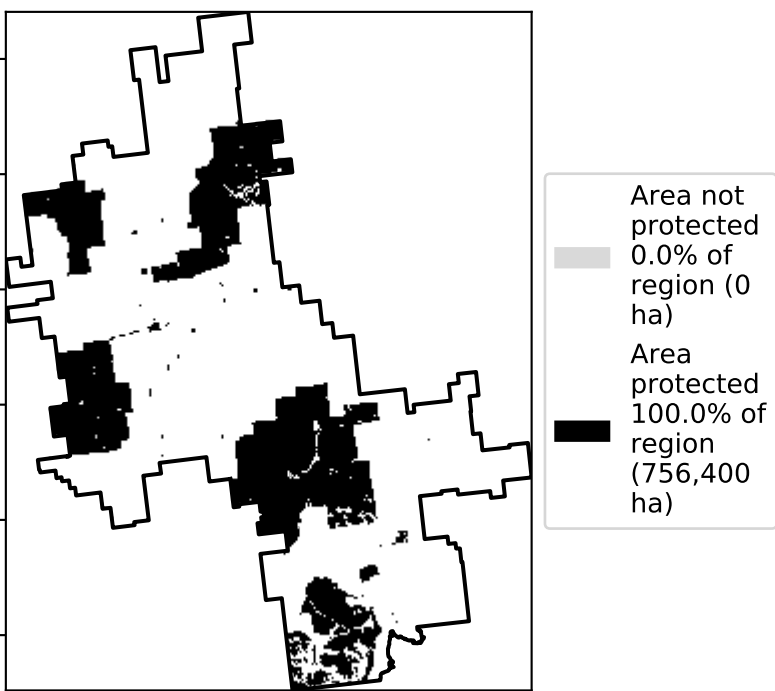 Area not
protected
0.0% of
region (0
ha)
Area
protected
100.0% of
region
(756,400
ha)